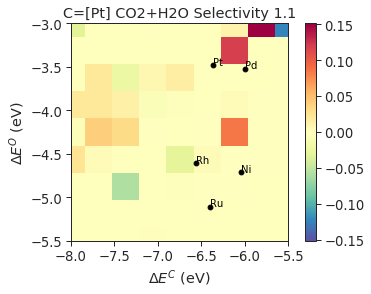 C=[Pt] CO2+H2O Selectivity 1.1
−3.0
−3.5
−4.0
−4.5
−5.0
−5.5
ΔE^O (eV)
Pt
Pd
Rh
Ni
Ru
−8.0 −7.5 −7.0 −6.5 −6.0 −5.5
ΔE^C (eV)
0.15
0.10
0.05
0.00
−0.05
−0.10
−0.15